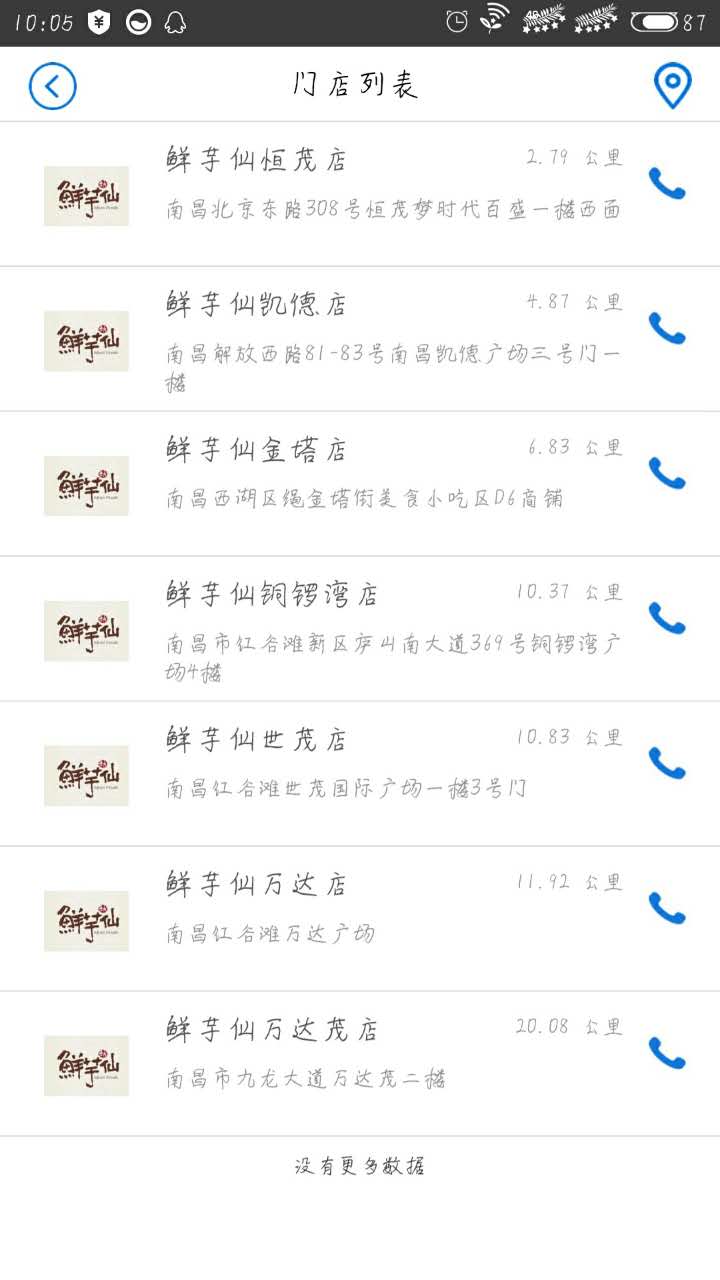 10:05
87
门店列表
鲜芋仙恒茂店
2.79 公里
鲜芋仙
南昌北京东路308号恒茂梦时代百盛一楼西面
鲜芋仙凯德店
4.87 公里
鲜芋仙
南昌解放西路81-83号南昌凯德广场三号门一
楼
鲜芋仙金塔店
6.83 公里
鲜芋仙
南昌西湖区绳金塔街美食小吃区D6商铺
鲜芋仙铜锣湾店
10.37 公里
鲜芋仙
南昌市红谷滩新区庐山南大道369号铜锣湾广
场4楼
鲜芋仙世茂店
10.83 公里
鲜芋仙
南昌红谷滩世茂国际广场一楼3号门
鲜芋仙万达店
11.92 公里
鲜芋仙
南昌红谷滩万达广场
鲜芋仙万达茂店
20.08 公里
鲜芋仙
南昌市九龙大道万达茂二楼
没有更多数据